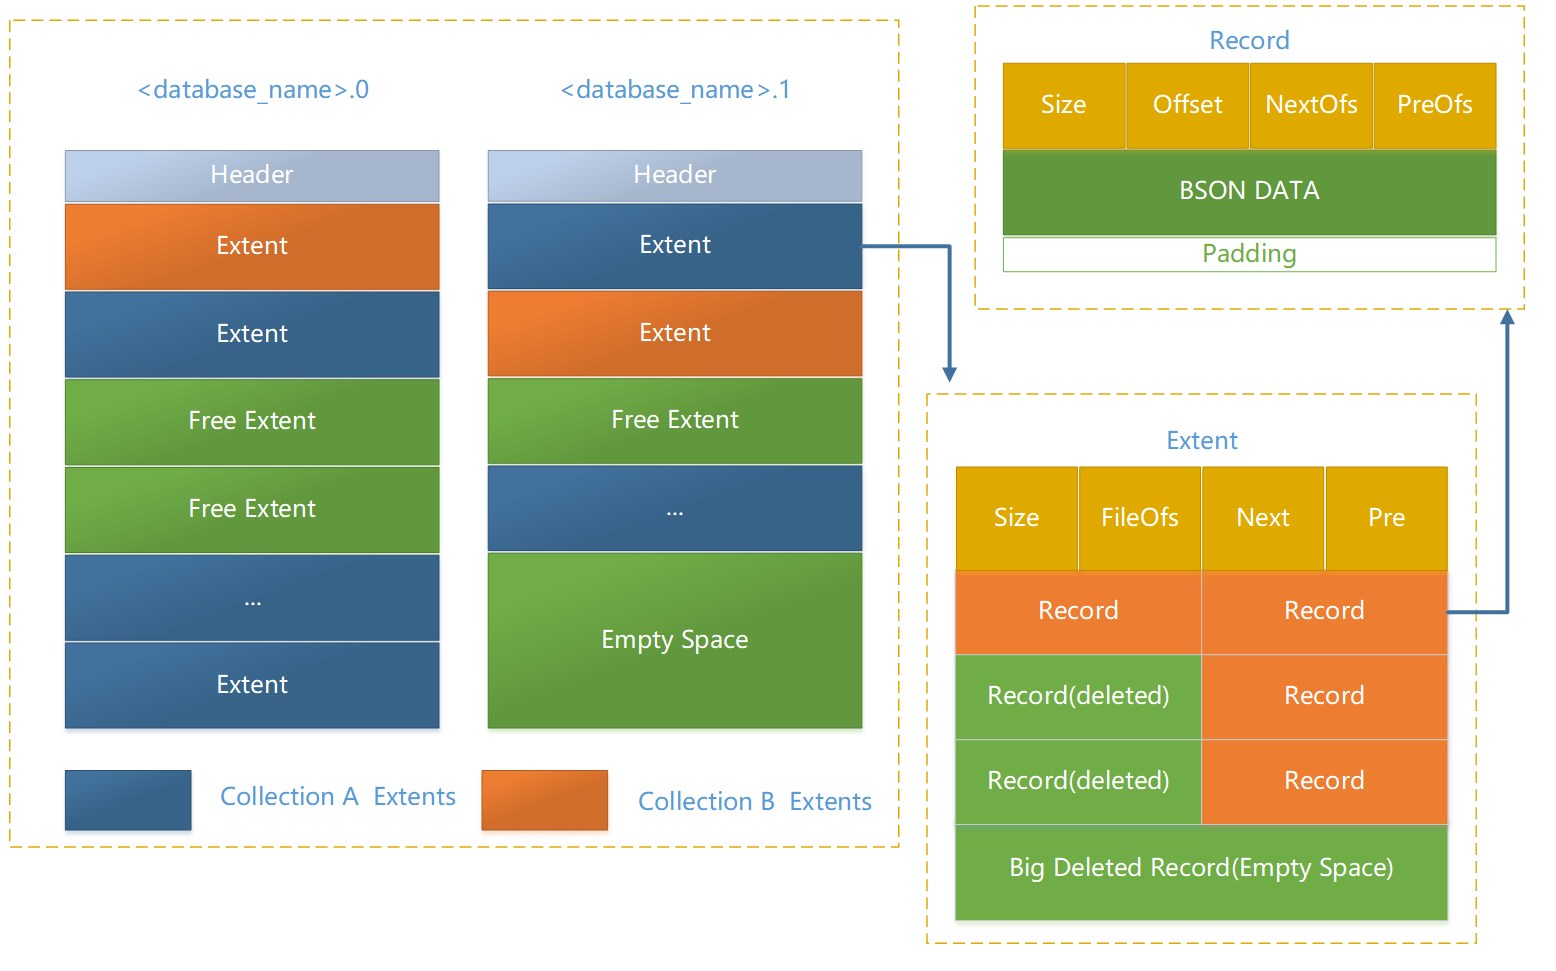 <database_name>.0
Header
Extent
Extent
Free Extent
Free Extent
...
Extent
<database_name>.1
Header
Extent
Extent
Free Extent
...
Empty Space
Collection A  Extents
Collection B  Extents
Record
Size Offset NextOfs PreOfs
BSON DATA
Padding
Extent
Size FileOfs Next Pre
Record Record
Record(deleted) Record
Record(deleted) Record
Big Deleted Record(Empty Space)